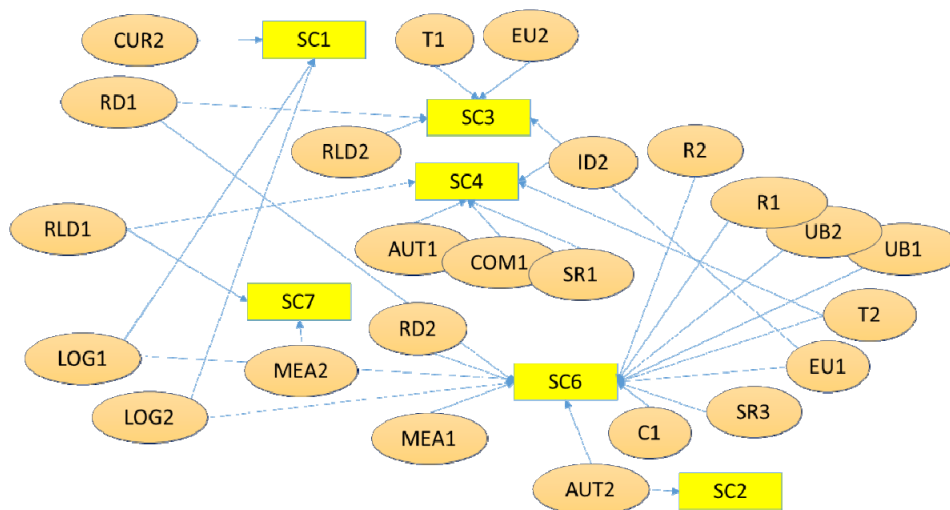 CUR2
SC1
T1
EU2
RD1
SC3
RLD2
ID2
R2
SC4
R1
RLD1
AUT1
COM1
SR1
UB2
UB1
SC7
RD2
T2
LOG1
MEA2
SC6
EU1
LOG2
MEA1
C1
SR3
AUT2
SC2